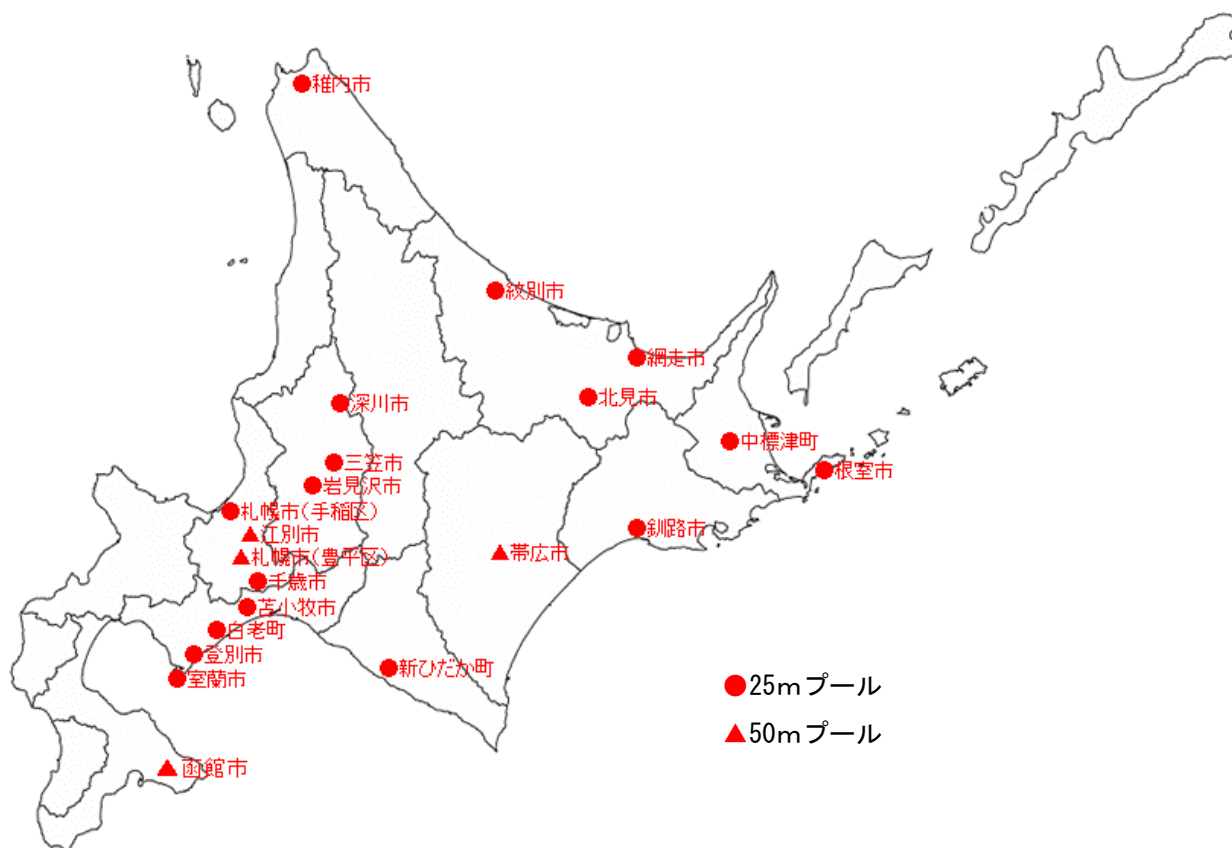 稚内市
紋別市
網走市
北見市
深川市
中標津町
三笠市
根室市
岩見沢市
札幌市(手稲区)
江別市
釧路市
札幌市(豊平区)
帯広市
千歳市
苫小牧市
白老町
登別市
新ひだか町
室蘭市
25mプール
50mプール
函館市